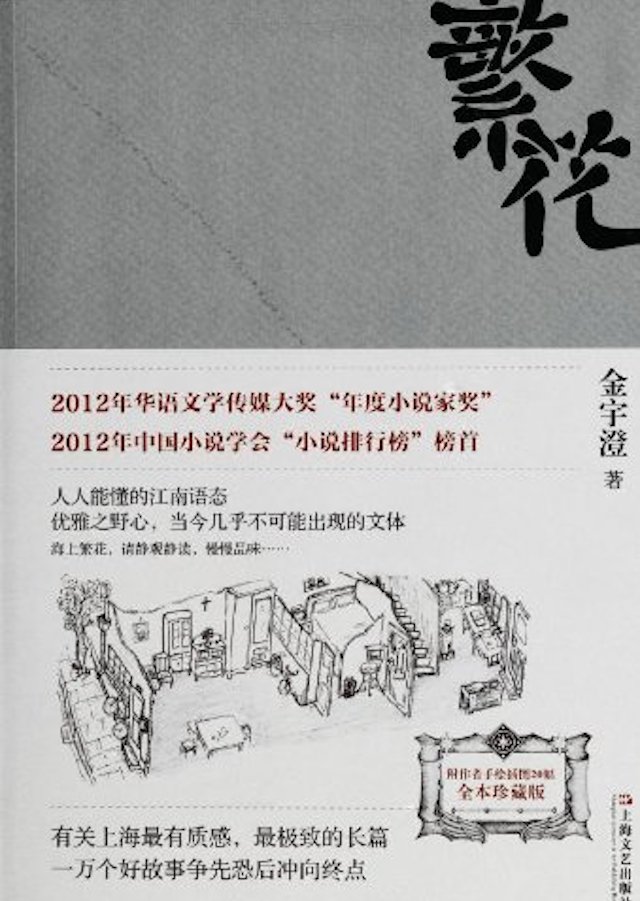 繁花
2012年华语文学传媒大奖“年度小说家奖”
2012年中国小说学会“小说排行榜”榜首
金宇澄
著
人人能懂的江南语态
优雅之野心，当今几乎不可能出现的文体
海上繁花，请静观静读，慢慢品味……
附作者手绘插图20幅
全本珍藏版
有关上海最有质感，最极致的长篇
一万个好故事争先恐后冲向终点
上海文艺出版社